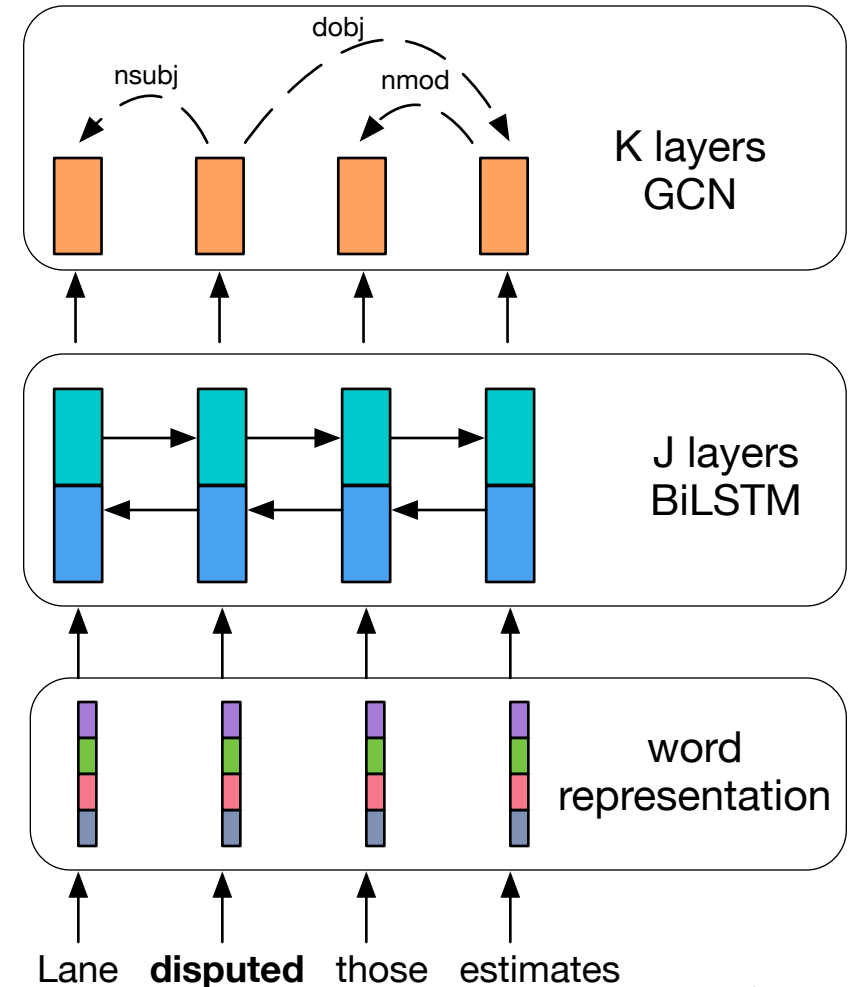 dobj
nsubj
nmod
K layers
GCN
J layers
BiLSTM
word
representation
Lane disputed those estimates